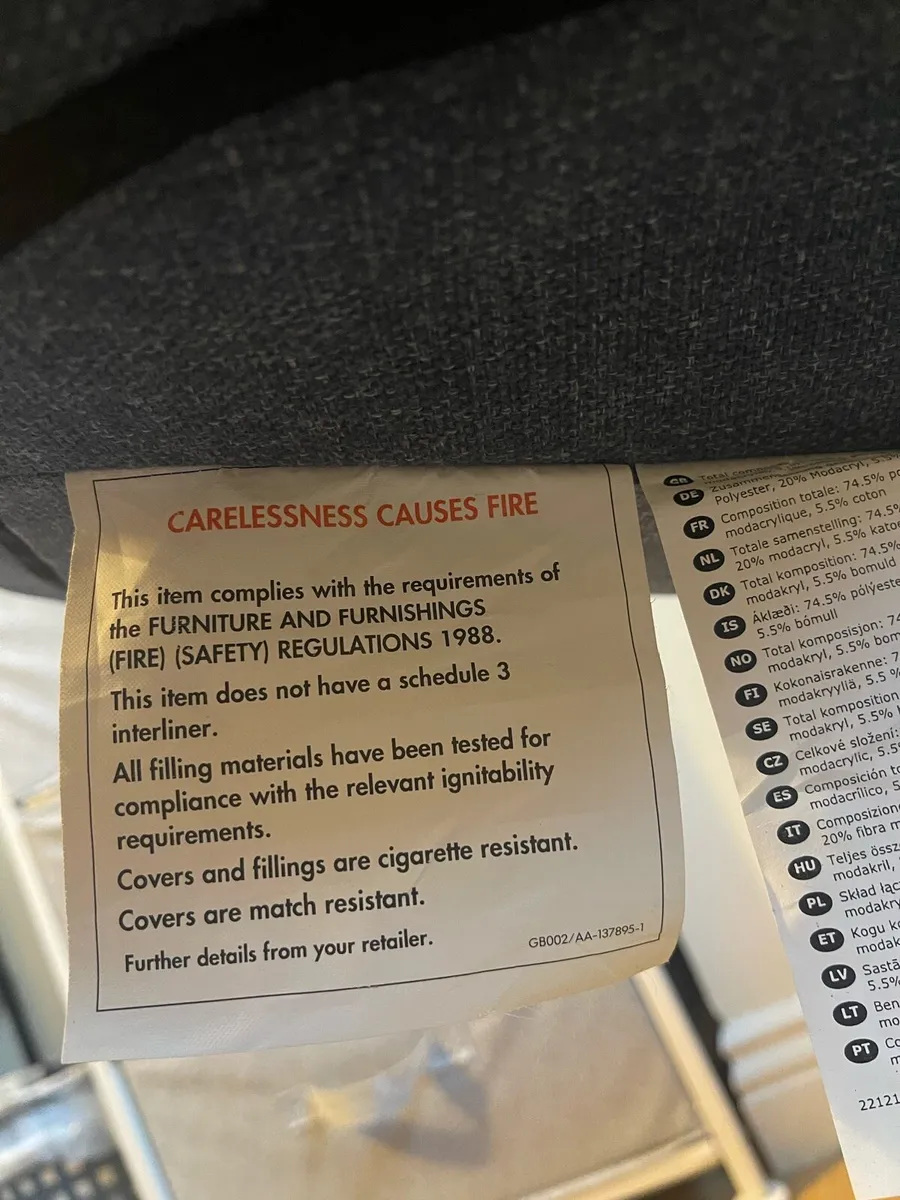 CARELESSNESS CAUSES FIRE
This item complies with the requirements of
the FURNITURE AND FURNISHINGS
(FIRE) (SAFETY) REGULATIONS 1988.
This item does not have a schedule 3
interliner.
All filling materials have been tested for
compliance with the relevant ignitability
requirements.
Covers and fillings are cigarette resistant.
Covers are match resistant.
Further details from your retailer.
GB002/AA-137895-1
Total
DE
Polyester, 20% Modacryl,
FR Composition totale: 74.5%
modacrylique, 5.5% coton
NL Totale samenstelling: 74.5%
20% modacryl, 5.5%
DK Total komposition: 74.5%
modakryl, 5.5% bomuld
IS Áklæði: 74.5%
5.5% bómull
NO Total komposisjon:
modakryl, 5.5%
FI Kokonaisrakenne:
modakryyliä, 5.5 %
SE Total komposition
modakryl, 5.5%
CZ Celkové složení:
modacrylic,
ES Composición
modacrílico,
IT
20% fibra
HU Teljes
modakril,
PL Skład
ET Kogu
LV
5.5%
LT
PT
22121